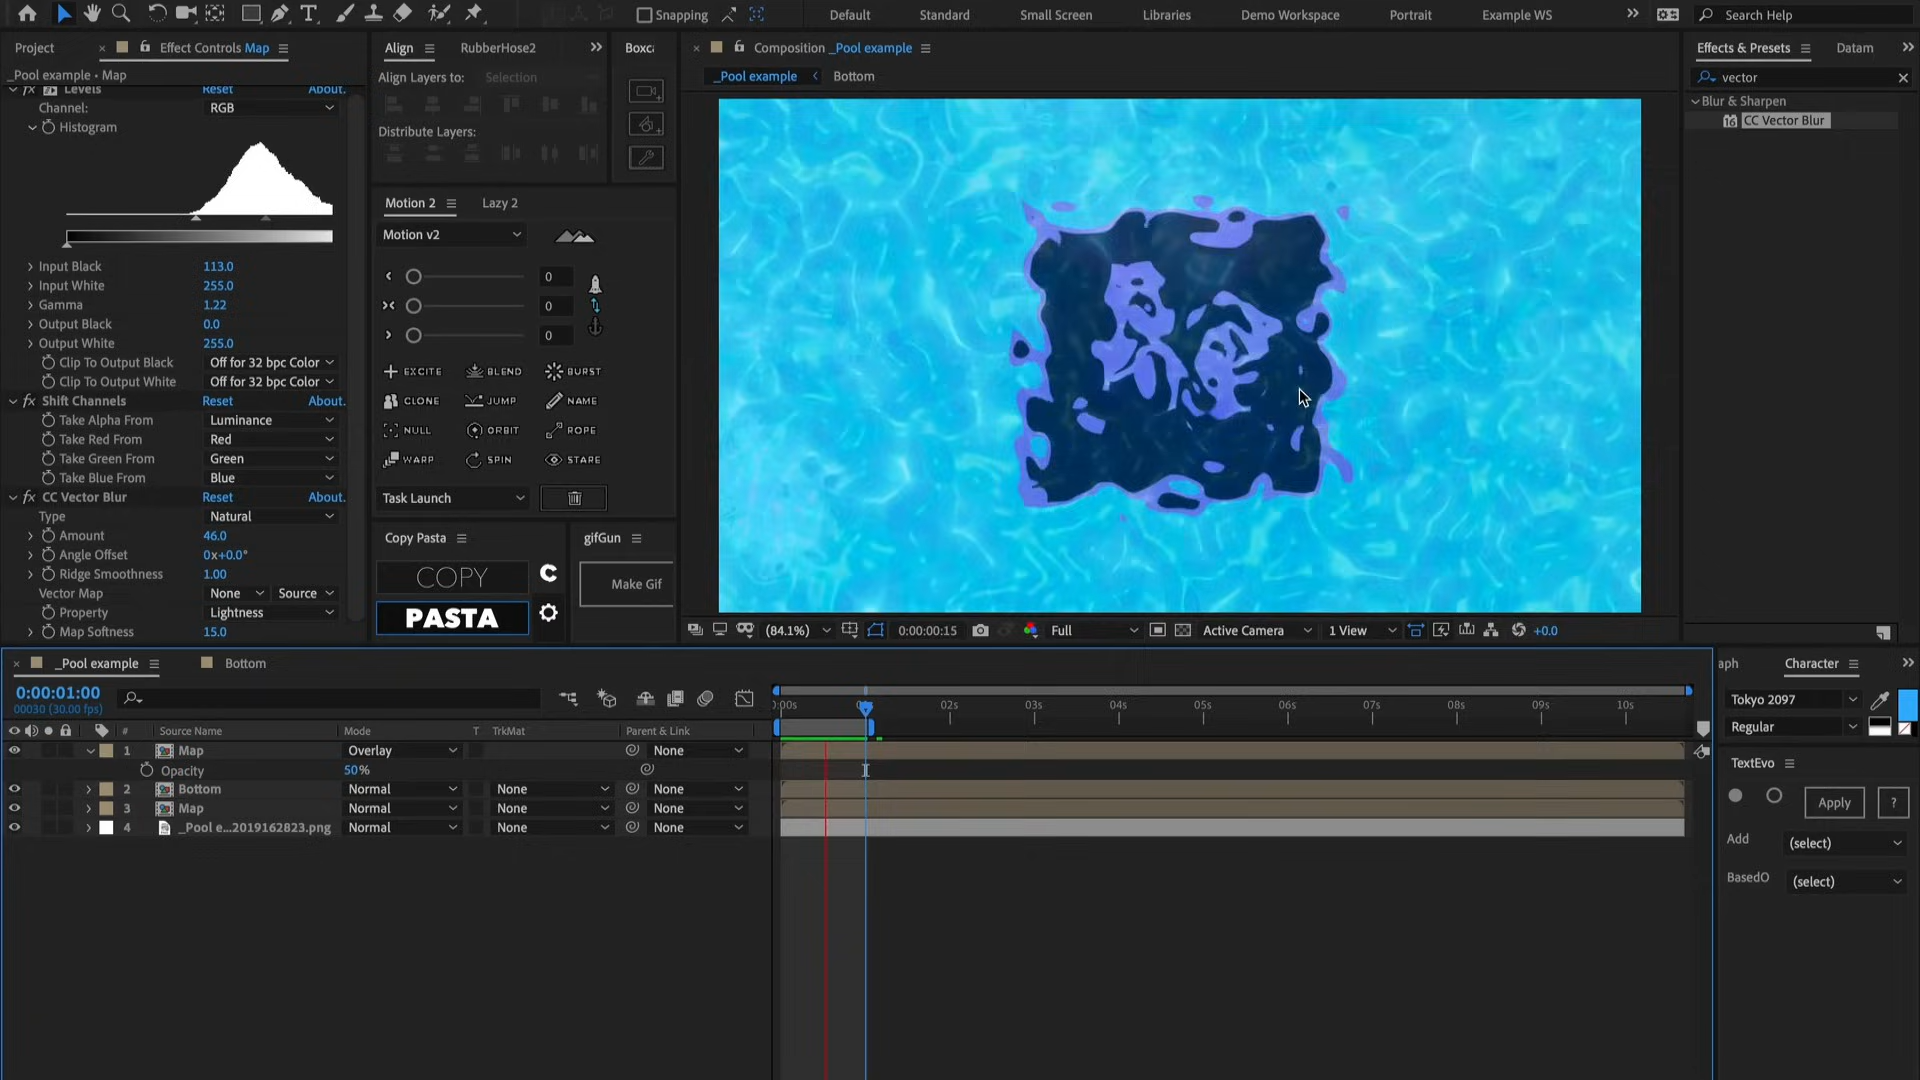 Snapping
Default
Standard
Small Screen
Libraries
Demo Workspace
Portrait
Example WS
Search Help
Project
Effect Controls Map
_Pool example • Map
Levels
Reset
About.
Channel:
RGB
Histogram
Input Black
113.0
Input White
255.0
Gamma
1.22
Output Black
0.0
Output White
255.0
Clip To Output Black
Off for 32 bpc Color
Clip To Output White
Off for 32 bpc Color
fx Shift Channels
Reset
About.
Take Alpha From
Luminance
Take Red From
Red
Take Green From
Green
Take Blue From
Blue
fx CC Vector Blur
Reset
About.
Type
Natural
Amount
46.0
Angle Offset
0x+0.0°
Ridge Smoothness
1.00
Vector Map
None
Source
Property
Lightness
Map Softness
15.0
Align
RubberHose2
Align Layers to:
Selection
Distribute Layers:
Boxca
Motion 2
Lazy 2
Motion v2
0
0
0
EXCITE
BLEND
BURST
CLONE
JUMP
NAME
NULL
ORBIT
ROPE
WARP
SPIN
STARE
Task Launch
Copy Pasta
gifGun
COPY
C
Make Gif
PASTA
Composition _Pool example
_Pool example
Bottom
(84.1%)
0:00:00:15
Full
Active Camera
1 View
+0.0
Effects & Presets
Datam
vector
Blur & Sharpen
16
CC Vector Blur
_Pool example
Bottom
0:00:01:00
00030 (30.00 fps)
#
Source Name
Mode
T
TrkMat
Parent & Link
1
Map
Overlay
None
Opacity
50%
2
Bottom
Normal
None
None
3
Map
Normal
None
None
4
_Pool e...2019162823.png
Normal
None
None
02s
03s
04s
05s
06s
07s
08s
09s
10s
aph
Character
Tokyo 2097
Regular
TextEvo
Apply
?
Add
(select)
BasedO
(select)